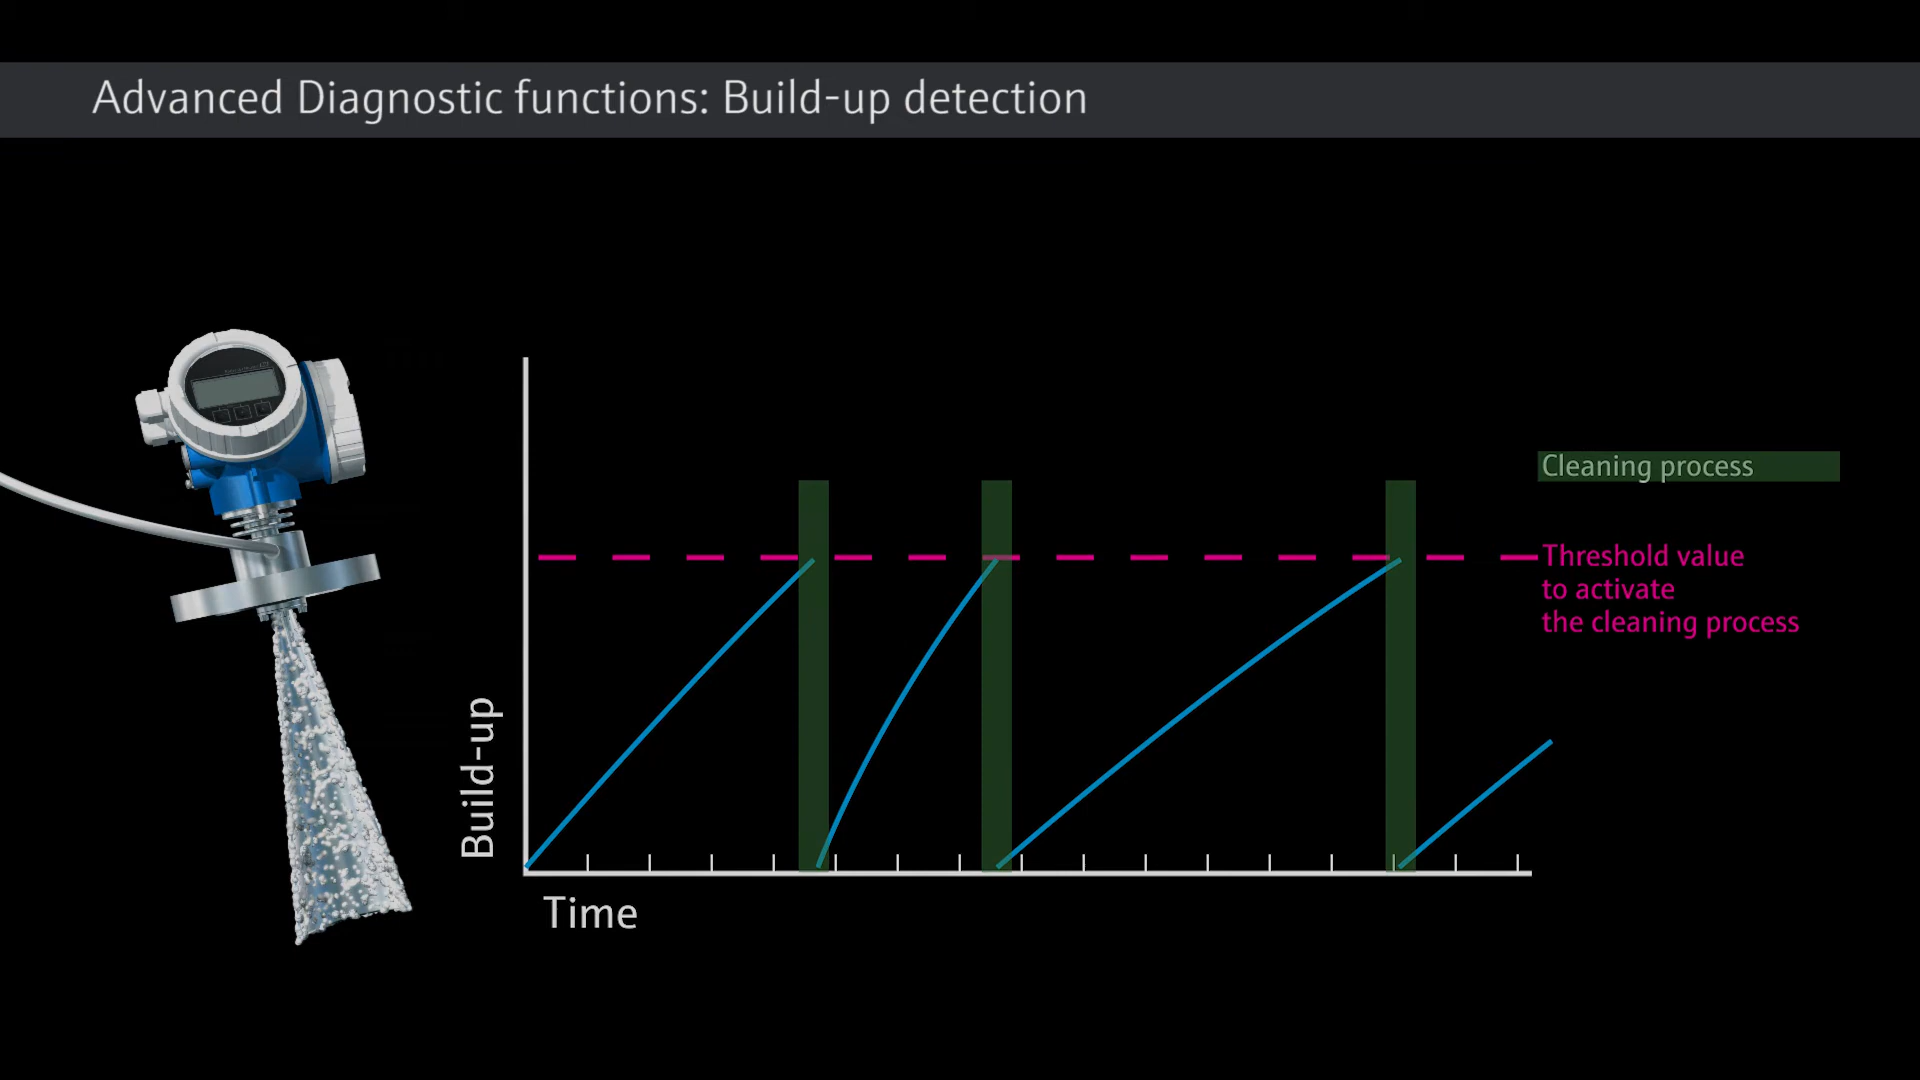 Advanced Diagnostic functions: Build-up detection
Cleaning process
Threshold value
to activate
the cleaning process
Build-up
Time